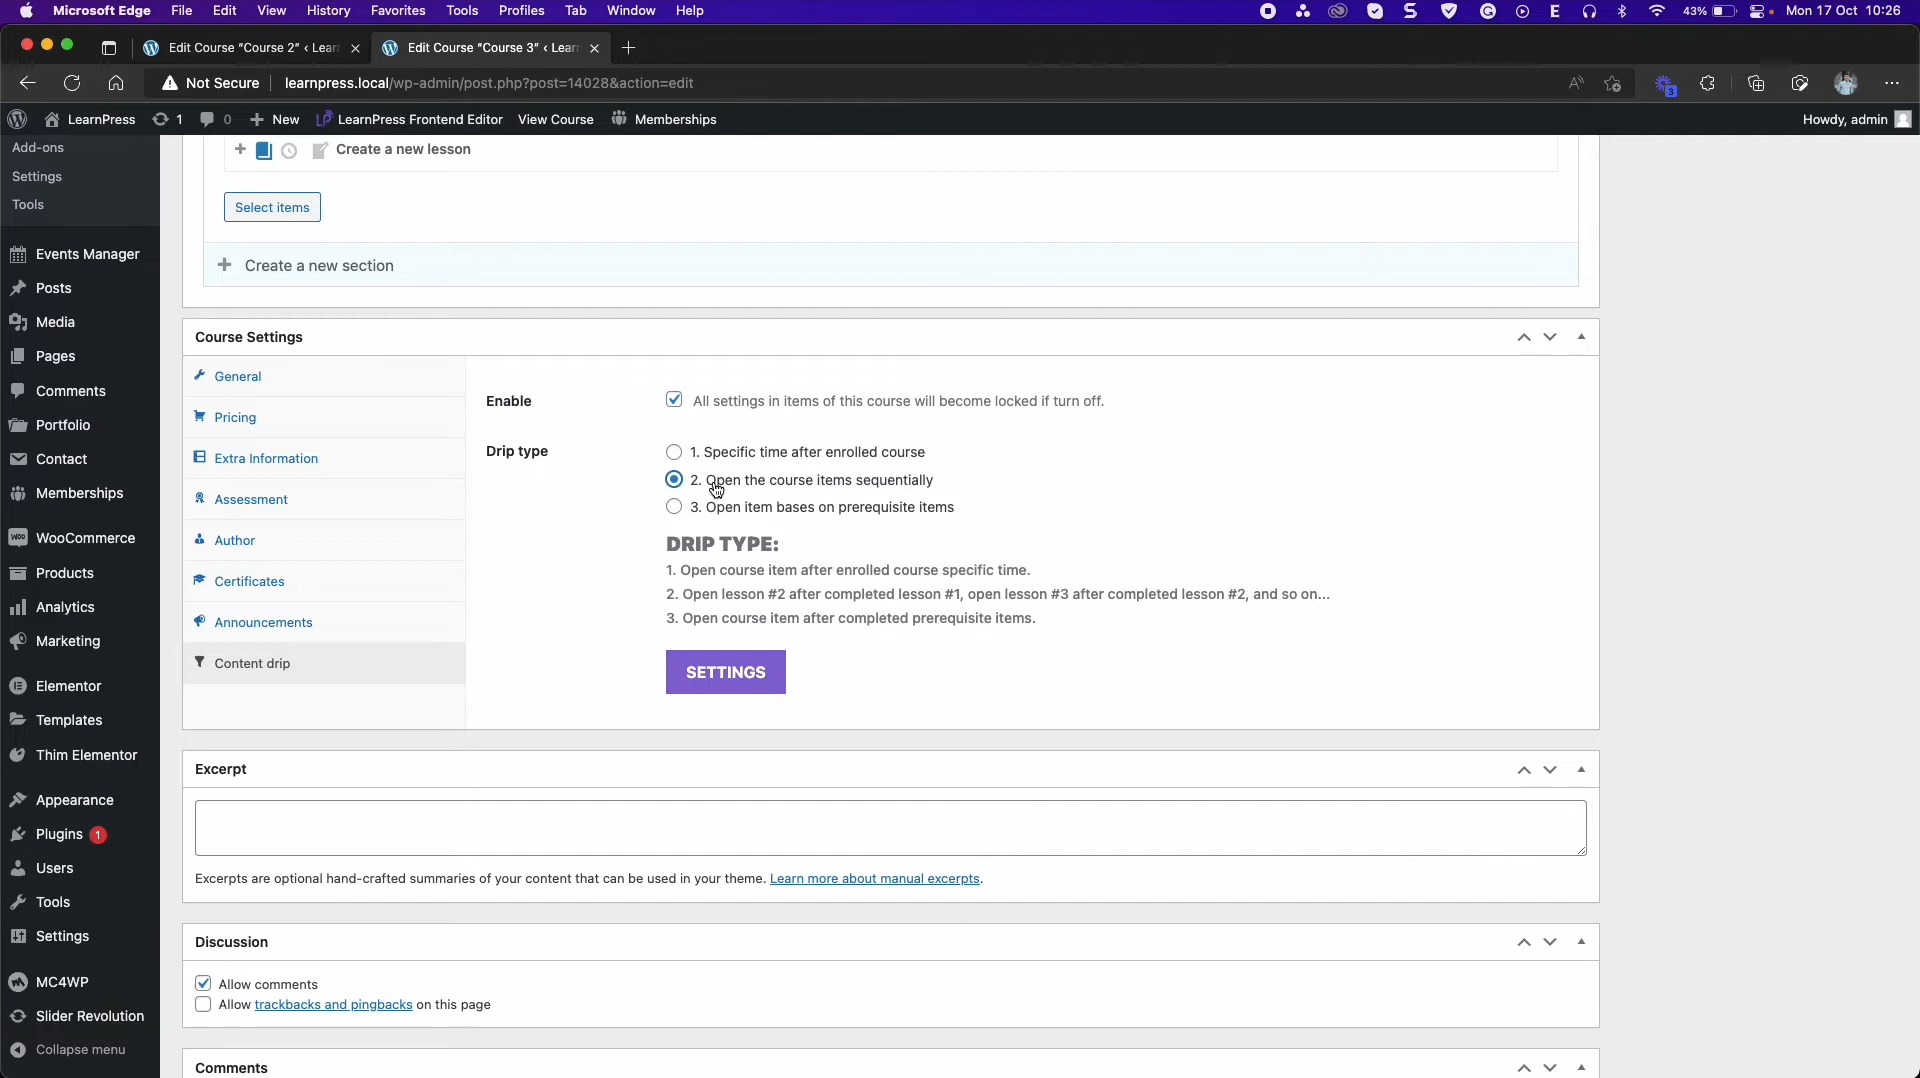 Microsoft Edge File Edit View History Favorites Tools Profiles Tab Window Help
43% Mon 17 Oct 10:26
Edit Course "Course 2" ‹ Lear
Edit Course "Course 3" ‹ Lear
Not Secure learnpress.local/wp-admin/post.php?post=14028&action=edit
3
LearnPress 1 0 New LearnPress Frontend Editor View Course Memberships
Howdy, admin
Add-ons
Settings
Tools
Events Manager
Posts
Media
Pages
Comments
Portfolio
Contact
Memberships
WooCommerce
Products
Analytics
Marketing
Elementor
Templates
Thim Elementor
Appearance
Plugins 1
Users
Tools
Settings
MC4WP
Slider Revolution
Collapse menu
Create a new lesson
Select items
Create a new section
Course Settings
General
Pricing
Extra Information
Assessment
Author
Certificates
Announcements
Content drip
Enable
All settings in items of this course will become locked if turn off.
Drip type
1. Specific time after enrolled course
2. Open the course items sequentially
3. Open item bases on prerequisite items
DRIP TYPE:
1. Open course item after enrolled course specific time.
2. Open lesson #2 after completed lesson #1, open lesson #3 after completed lesson #2, and so on...
3. Open course item after completed prerequisite items.
SETTINGS
Excerpt
Excerpts are optional hand-crafted summaries of your content that can be used in your theme. Learn more about manual excerpts.
Discussion
Allow comments
Allow trackbacks and pingbacks on this page
Comments